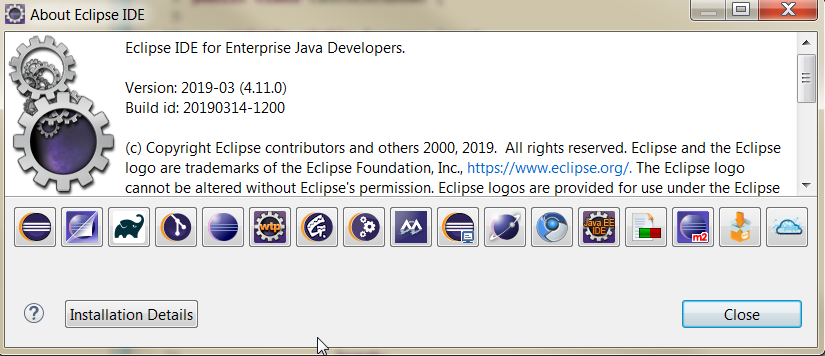 About Eclipse IDE
Eclipse IDE for Enterprise Java Developers.
Version: 2019-03 (4.11.0)
Build id: 20190314-1200
(c) Copyright Eclipse contributors and others 2000, 2019.  All rights reserved. Eclipse and the Eclipse
logo are trademarks of the Eclipse Foundation, Inc., https://www.eclipse.org/. The Eclipse logo
cannot be altered without Eclipse's permission. Eclipse logos are provided for use under the Eclipse
wtp
Java EE
IDE
m2
?
Installation Details
Close